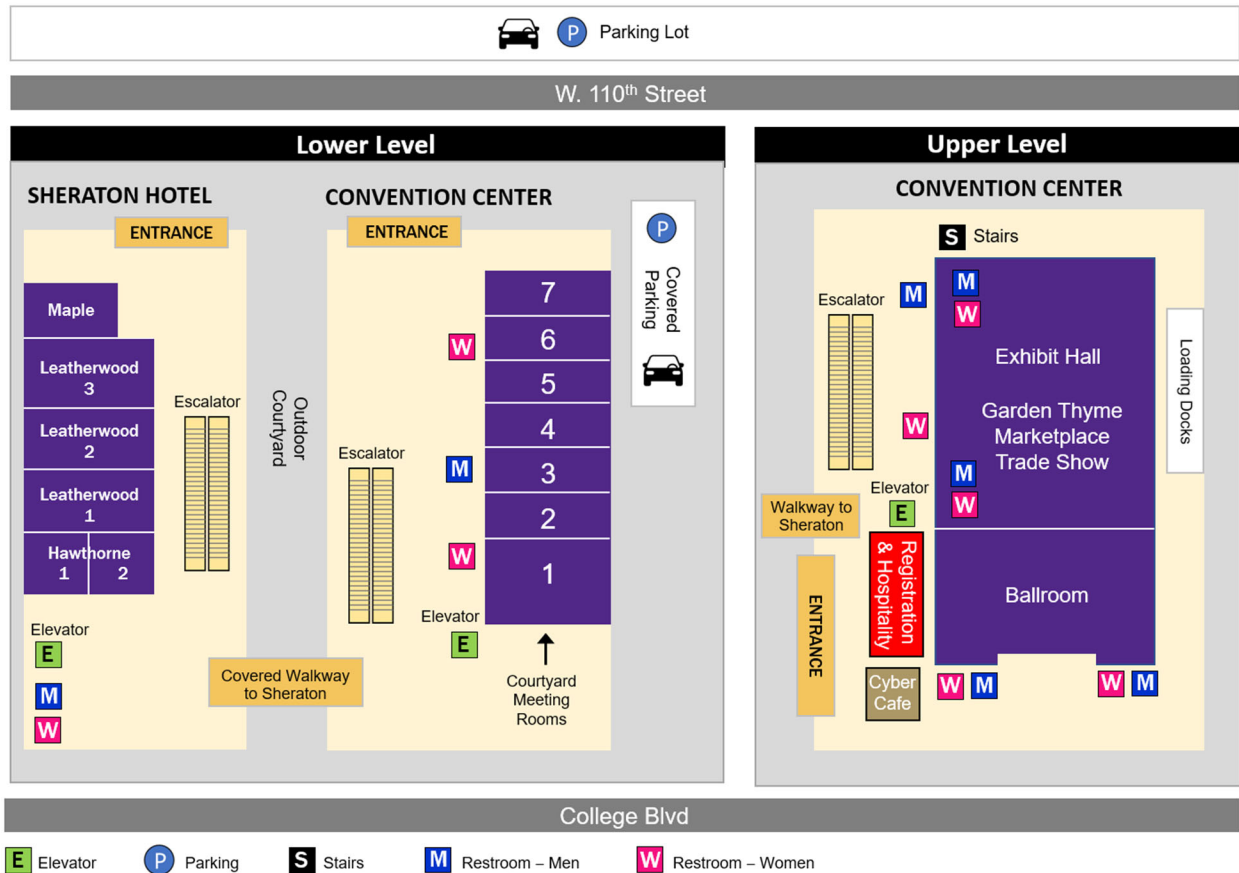 P Parking Lot
W. 110th Street
Lower Level
SHERATON HOTEL
ENTRANCE
Maple
Leatherwood
3
Leatherwood
2
Leatherwood
1
Hawthorne
1 2
Escalator
Elevator
E
M
W
Outdoor
Courtyard
Covered Walkway
to Sheraton
CONVENTION CENTER
ENTRANCE
7
6
5
4
3
2
1
W
M
W
Escalator
Elevator
E
Courtyard
Meeting
Rooms
P
Covered
Parking
Upper Level
CONVENTION CENTER
S Stairs
Escalator
M
M
W
Exhibit Hall
Garden Thyme
Marketplace
Trade Show
W
M
W
Loading Docks
Elevator
E
Walkway to
Sheraton
ENTRANCE
Registration
& Hospitality
Ballroom
Cyber
Cafe
W M
W M
College Blvd
E Elevator
P Parking
S Stairs
M Restroom – Men
W Restroom – Women